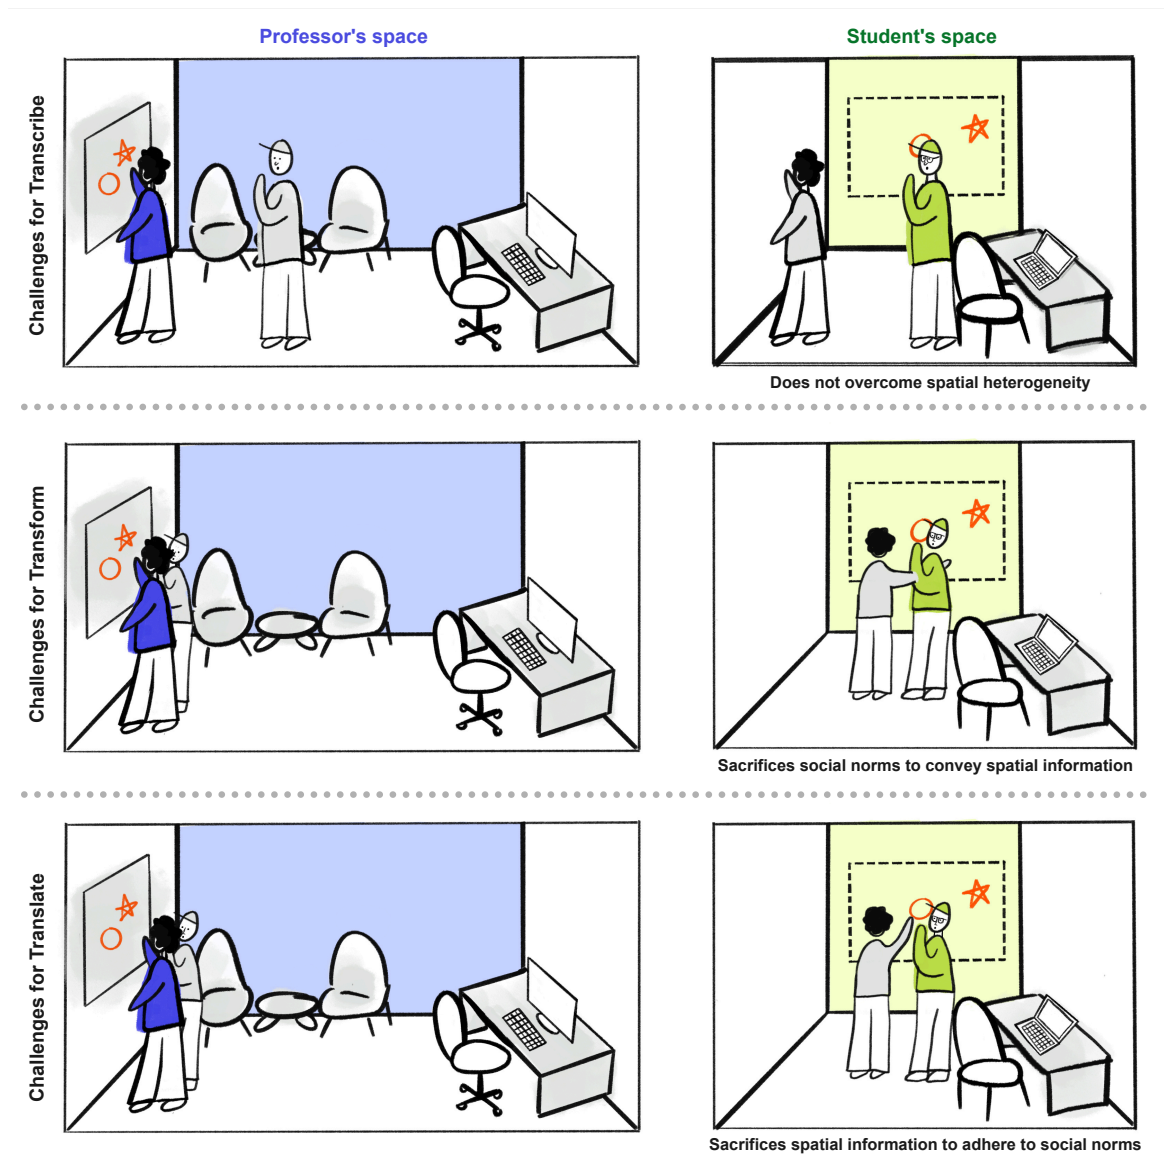 Professor's space
Student's space
Challenges for Transcribe
Does not overcome spatial heterogeneity
Challenges for Transform
Sacrifices social norms to convey spatial information
Challenges for Translate
Sacrifices spatial information to adhere to social norms